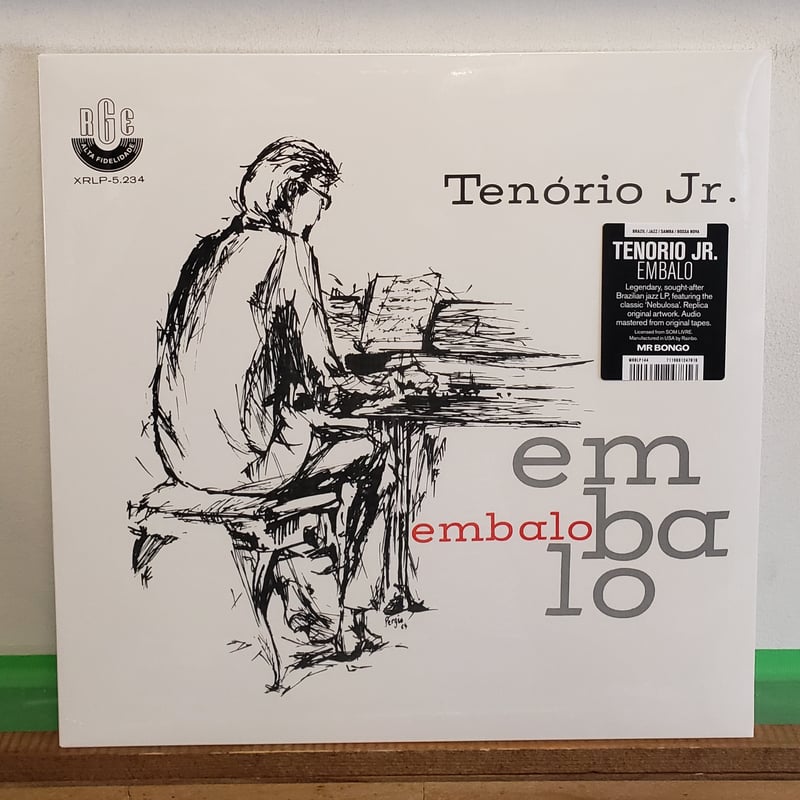 RGE
ALTA FIDELIDADE
XRLP-5.234
Tenório Jr.
BRAZIL / JAZZ / SAMBA / BOSSA NOVA
TENORIO JR.
EMBALO
Legendary, sought-after
Brazilian jazz LP, featuring the
classic 'Nebulosa'. Replica
original artwork. Audio
mastered from original tapes.
Licensed from SOM LIVRE.
Manufactured in USA by Rainbo.
MR BONGO
MRBLP144 7119691247018
em
embalo
ba
lo